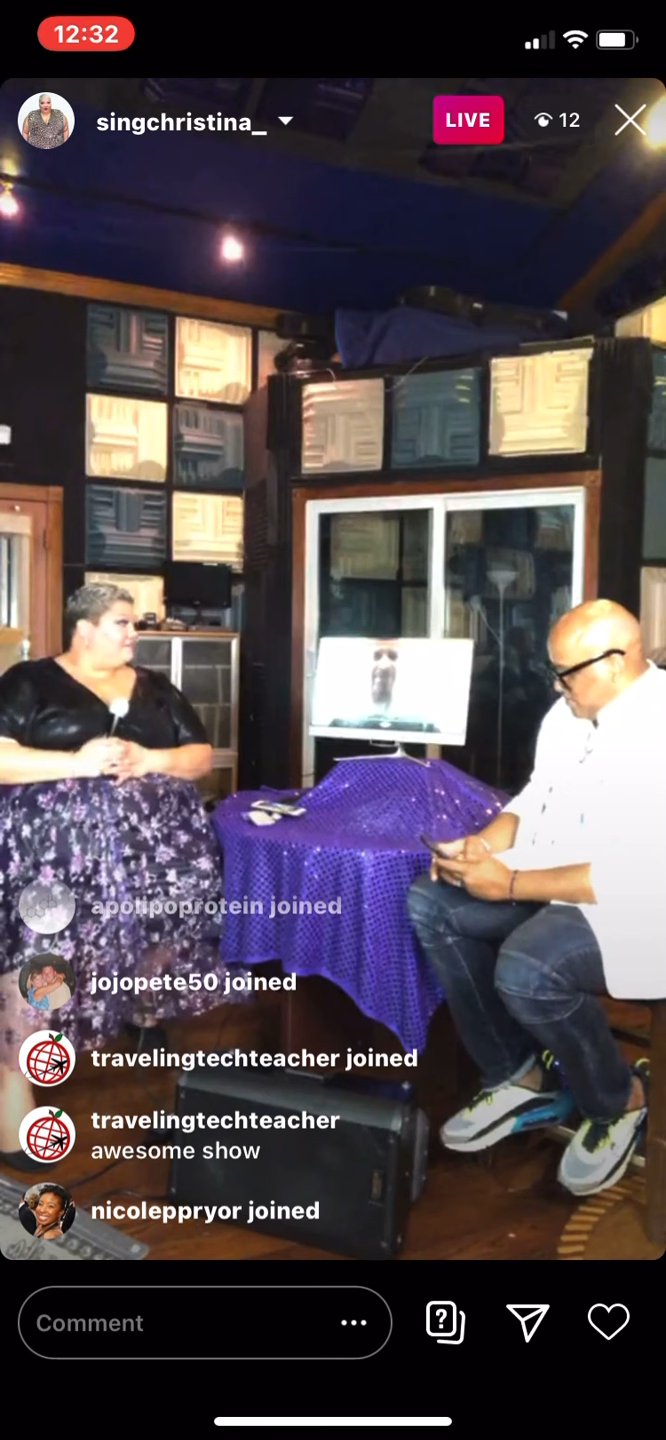 12:32
singchristina_
LIVE
12
apolipoprotein joined
jojopete50 joined
travelingtechteacher joined
travelingtechteacher
awesome show
nicoleppryor joined
Comment